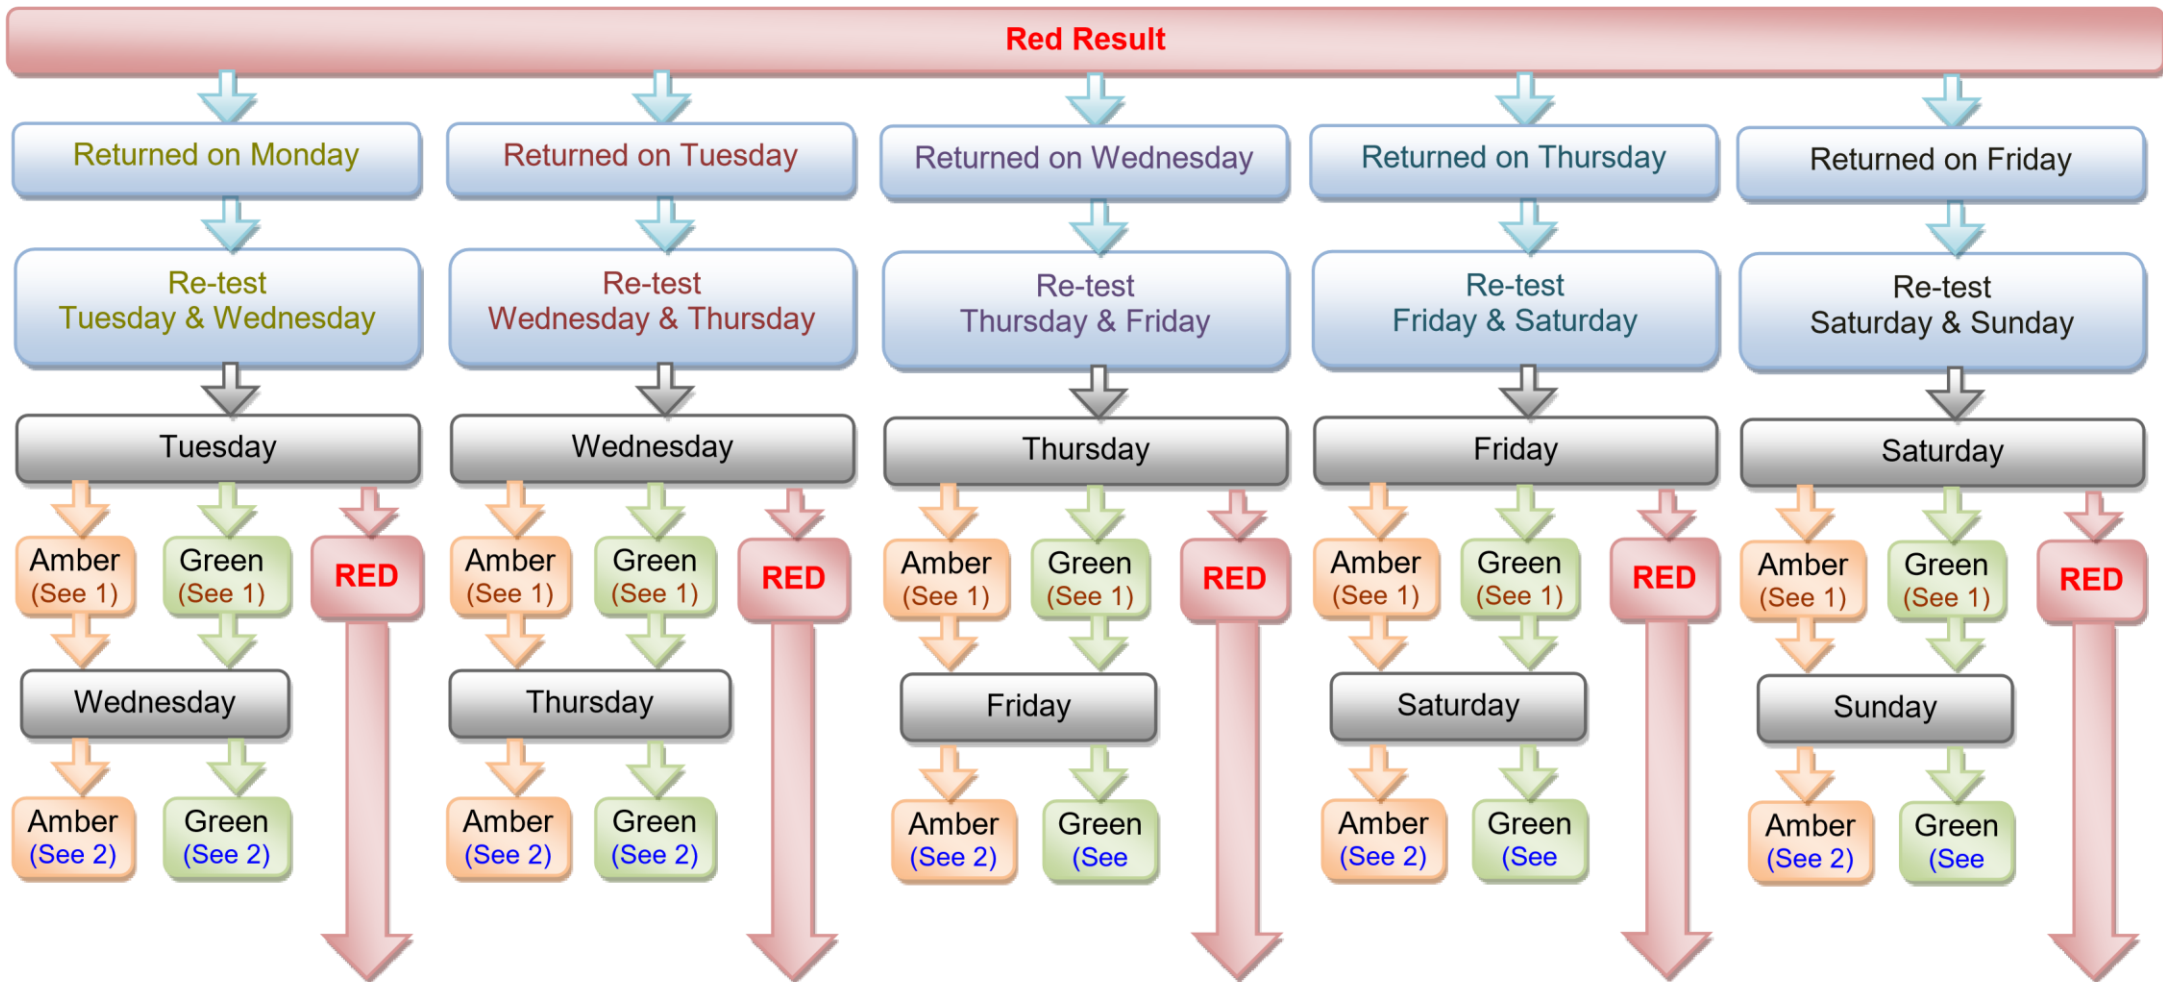 Red Result
Returned on Monday
Returned on Tuesday
Returned on Wednesday
Returned on Thursday
Returned on Friday
Re-test
Tuesday & Wednesday
Re-test
Wednesday & Thursday
Re-test
Thursday & Friday
Re-test
Friday & Saturday
Re-test
Saturday & Sunday
Tuesday
Wednesday
Thursday
Friday
Saturday
Amber
(See 1)
Green
(See 1)
RED
Amber
(See 1)
Green
(See 1)
RED
Amber
(See 1)
Green
(See 1)
RED
Amber
(See 1)
Green
(See 1)
RED
Amber
(See 1)
Green
(See 1)
RED
Wednesday
Thursday
Friday
Saturday
Sunday
Amber
(See 2)
Green
(See 2)
Amber
(See 2)
Green
(See 2)
Amber
(See 2)
Green
(See
Amber
(See 2)
Green
(See
Amber
(See 2)
Green
(See